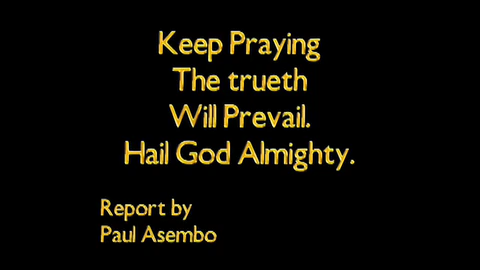 Keep Praying
The trueth
Will Prevail.
Hail God Almighty.
Report by
Paul Asembo